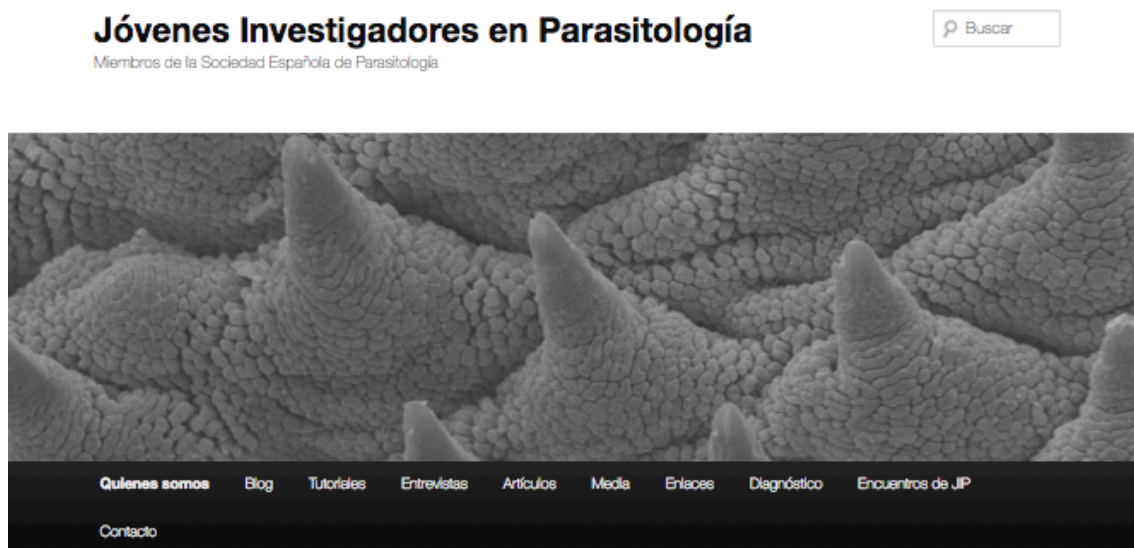 Jóvenes Investigadores en Parasitología
Buscar
Miembros de la Sociedad Española de Parasitología
Quienes somos Blog Tutoriales Entrevistas Artículos Media Enlaces Diagnóstico Encuentros de JIP
Contacto